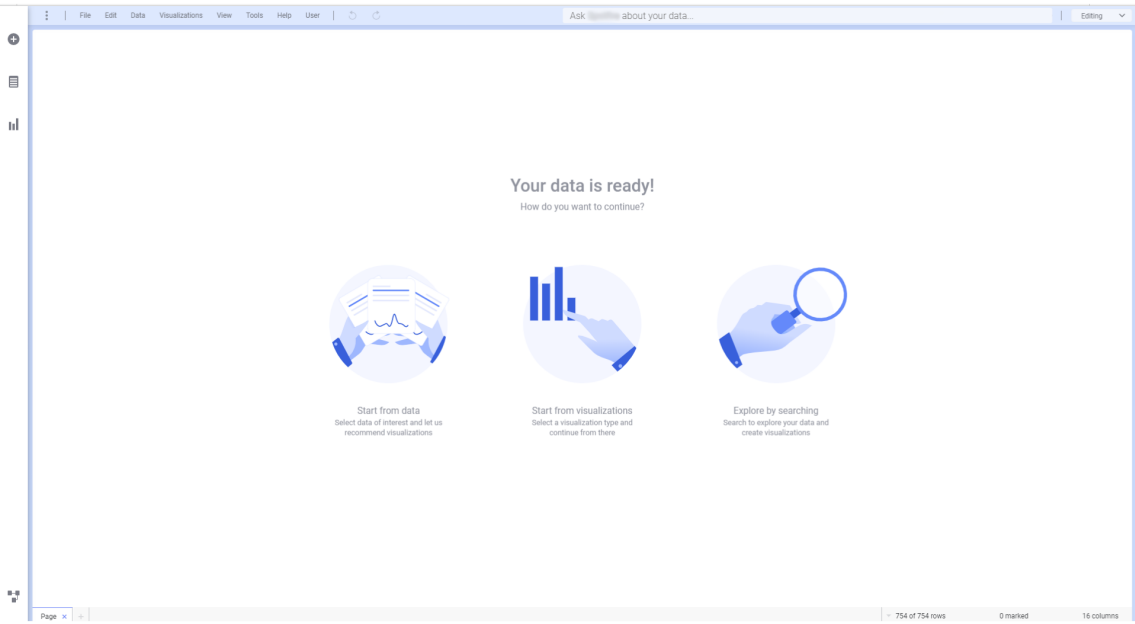 File Edit Data Visualizations View Tools Help User
Ask about your data...
Editing
Your data is ready!
How do you want to continue?
Start from data
Select data of interest and let us
recommend visualizations
Start from visualizations
Select a visualization type and
continue from there
Explore by searching
Search to explore your data and
create visualizations
Page × +
754 of 754 rows
0 marked
16 columns